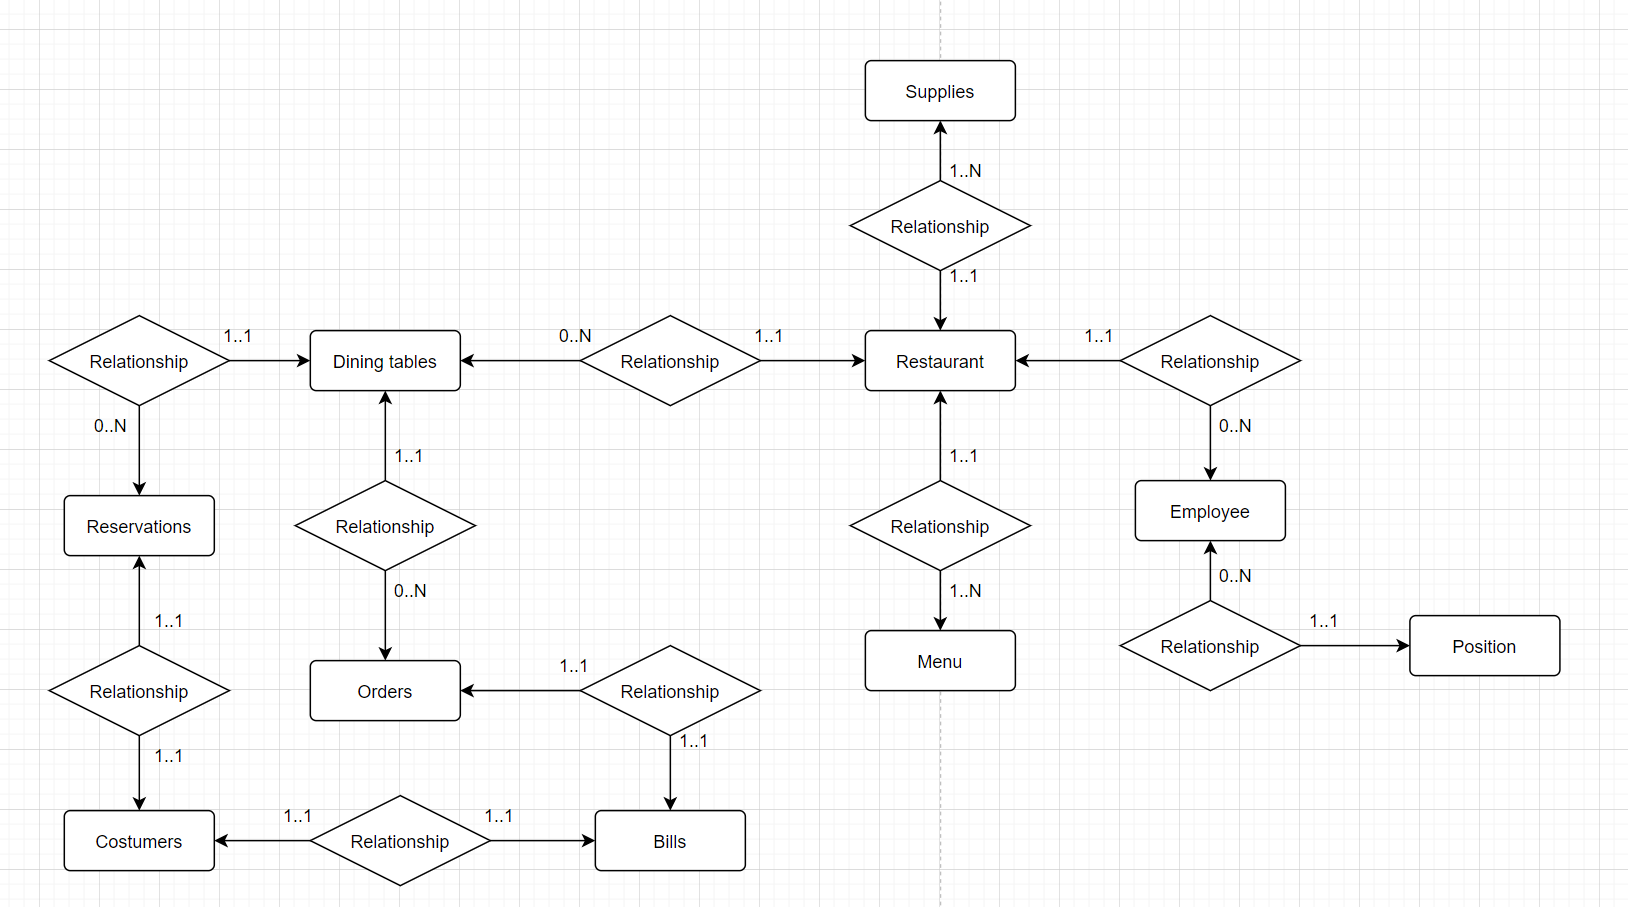 Supplies
1..N
Relationship
1..1
Relationship
1..1
Dining tables
0..N
Relationship
1..1
Restaurant
1..1
Relationship
0..N
1..1
1..1
0..N
Reservations
Relationship
Relationship
Employee
0..N
1..N
0..N
1..1
1..1
Relationship
Position
Menu
1..1
Relationship
Orders
Relationship
1..1
1..1
1..1
1..1
Costumers
Relationship
Bills